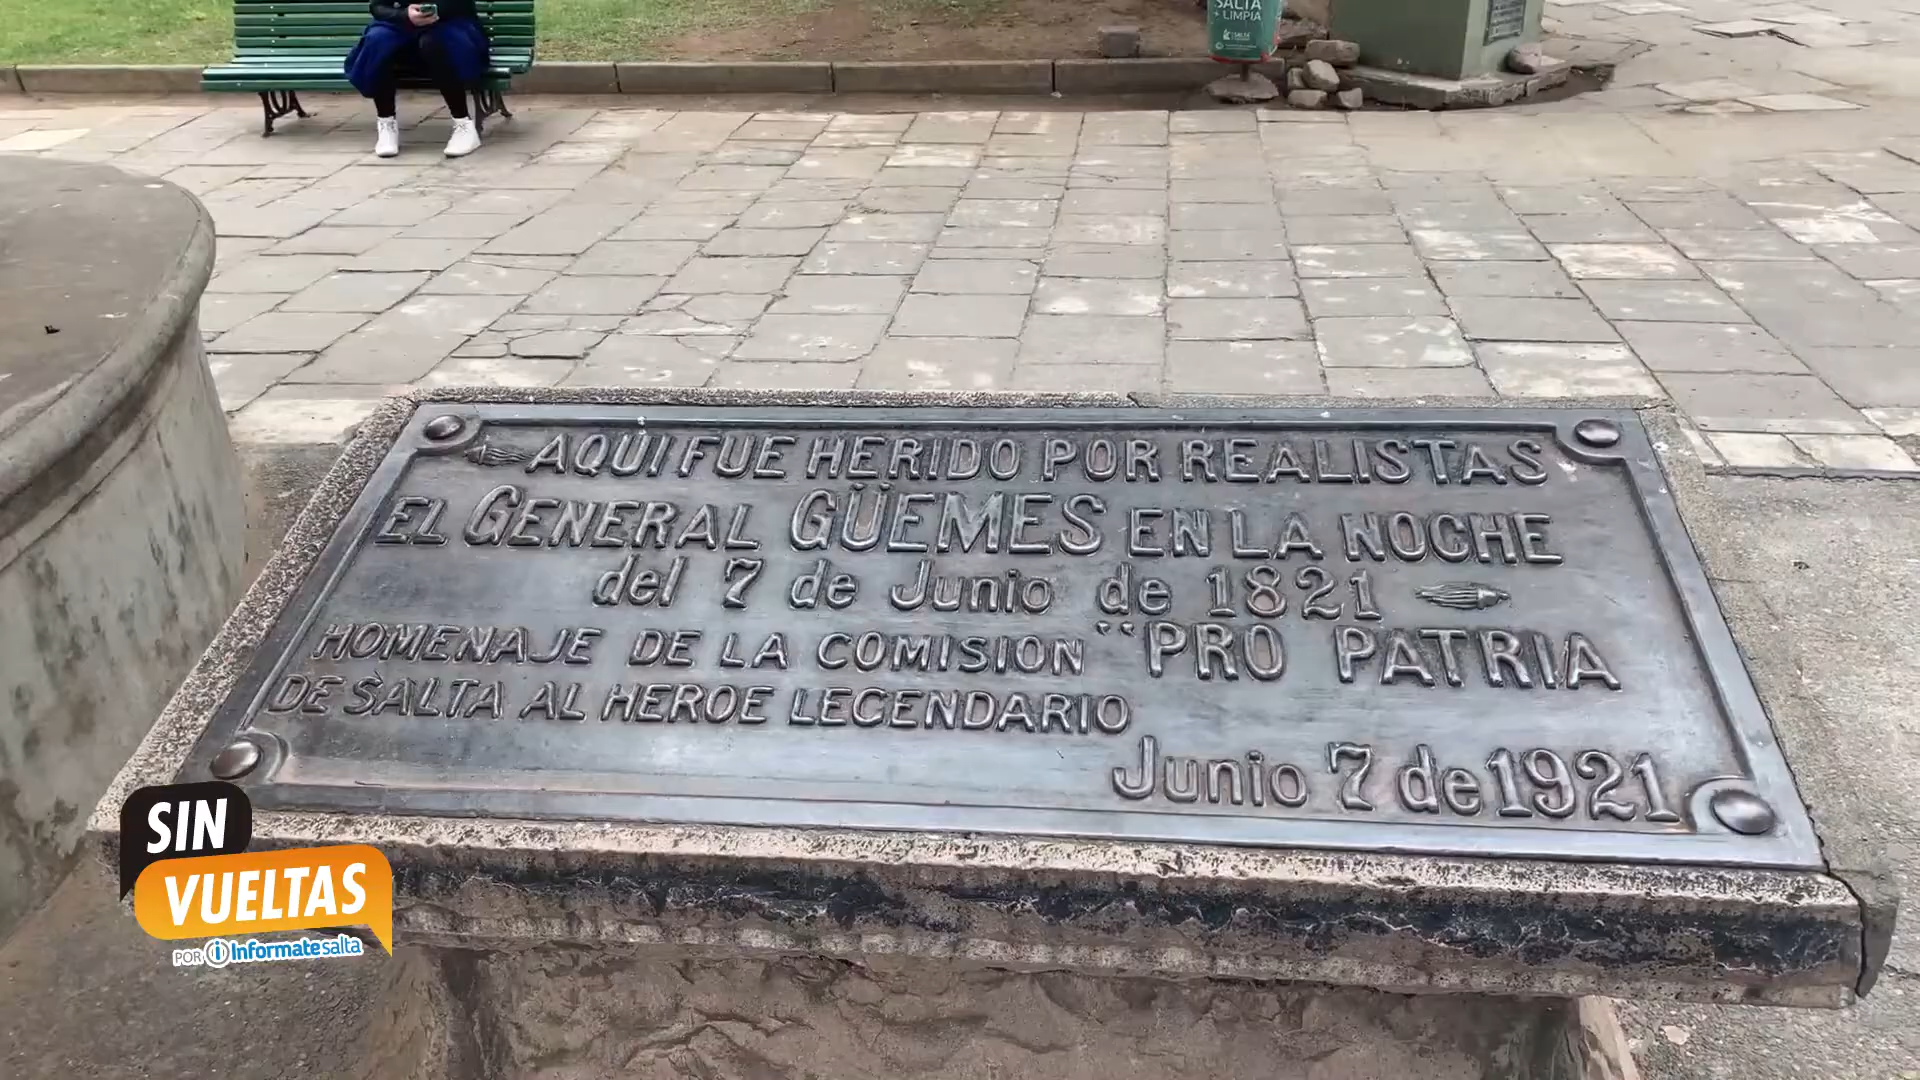 SALTA
+ LIMPIA
SALTA
AQUI FUE HERIDO POR REALISTAS
EL GENERAL GÜEMES EN LA NOCHE
del 7 de Junio de 1821
HOMENAJE DE LA COMISION "PRO PATRIA
DE SALTA AL HEROE LEGENDARIO
Junio 7 de 1921
SIN
VUELTAS
POR i Informatesalta